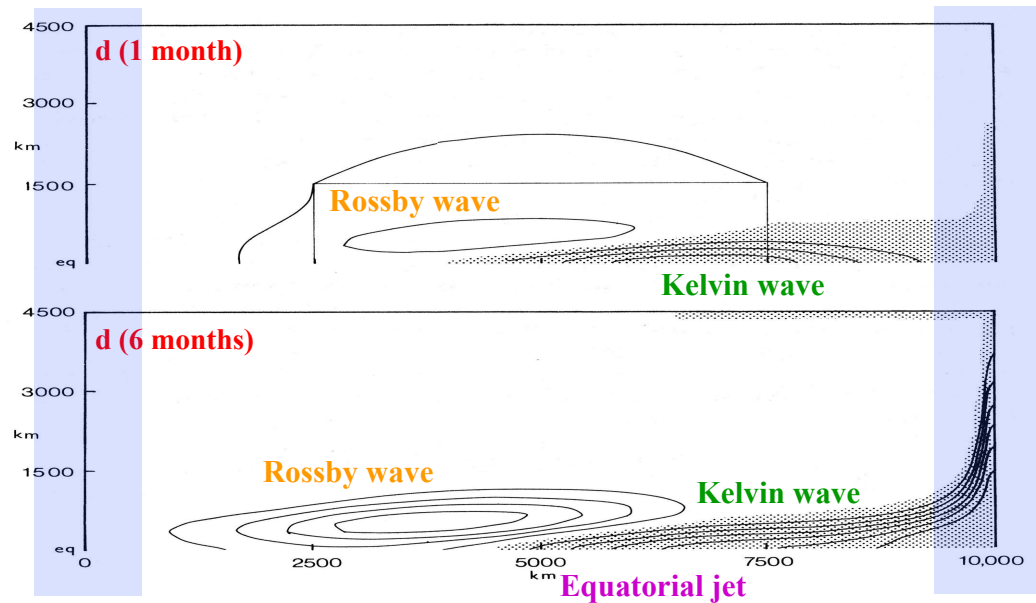 4500
d (1 month)
3000
km
1500
Rossby wave
eq
Kelvin wave
4500
d (6 months)
3000
km
1500
Rossby wave
Kelvin wave
eq
0
2500
5000
7500
10,000
km
Equatorial jet